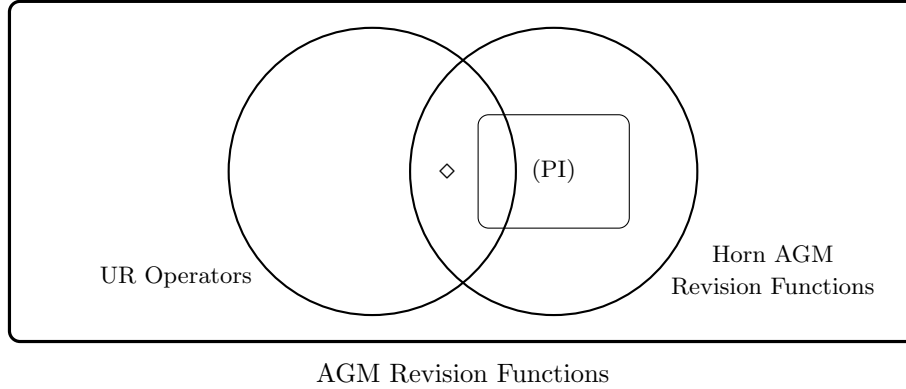 (PI)
UR Operators
Horn AGM
Revision Functions
AGM Revision Functions